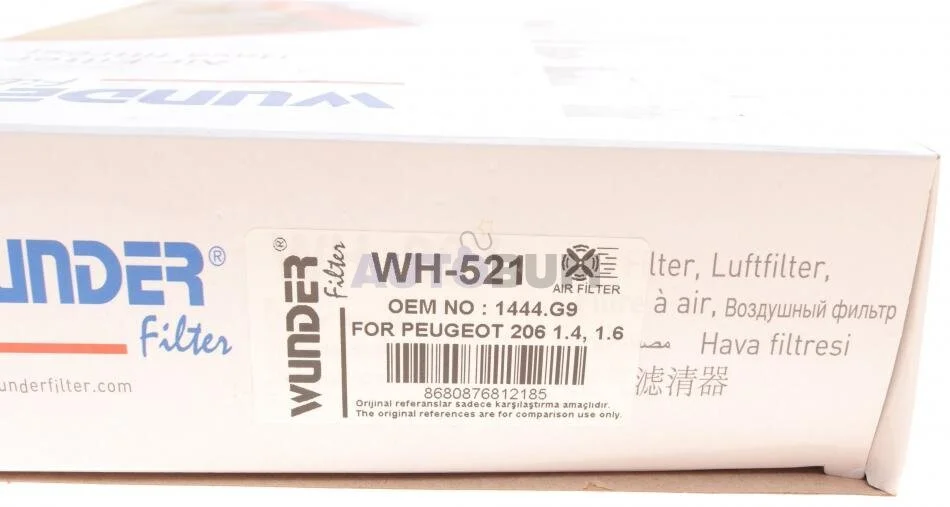 WUNDER
UNDER®
Filter
underfilter.com
WUNDER®
Filter
WH-521
AIR FILTER
OEM NO : 1444.G9
FOR PEUGEOT 206 1.4, 1.6
8680876812185
Orijinal referanslar sadece karşılaştırma amaçlıdır.
The original references are for comparison use only.
lter, Luftfilter,
e à air, Воздушный фильтр
Hava filtresi
滤清器